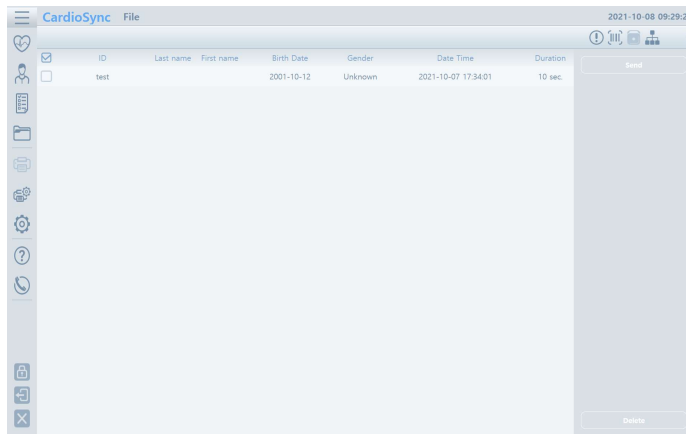 CardioSync File 2021-10-08 09:29:2
ID Last name First name Birth Date Gender Date Time Duration
Send
test 2001-10-12 Unknown 2021-10-07 17:34:01 10 sec.
Delete